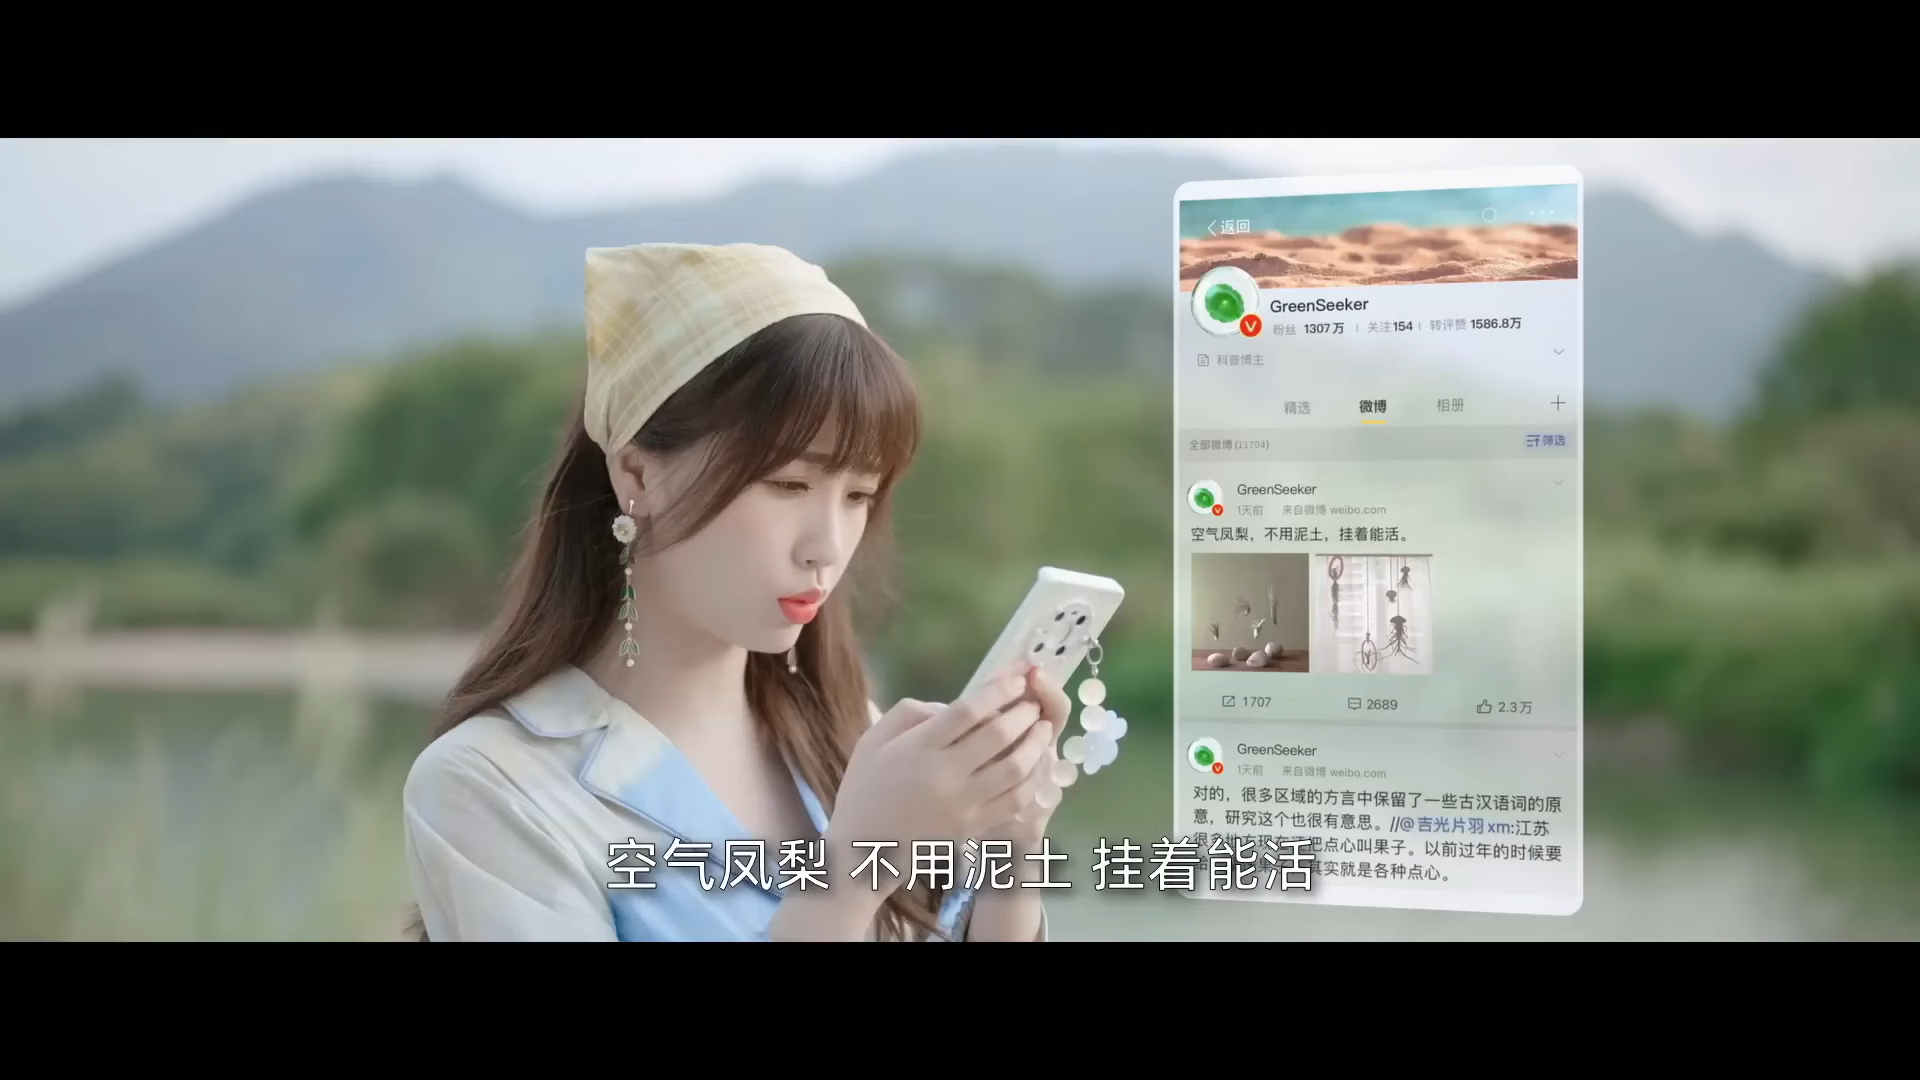 返回
GreenSeeker
粉丝 1307万 | 关注154 | 转评赞 1586.8万
科普博主
精选 微博 相册
全部微博(11704) 筛选
GreenSeeker
1天前 来自微博 weibo.com
空气凤梨，不用泥土，挂着能活。
1707 2689 2.3万
GreenSeeker
1天前 来自微博 weibo.com
对的，很多区域的方言中保留了一些古汉语词的原
意，研究这个也很有意思。//@吉光片羽xm:江苏
把点心叫果子。以前过年的时候要
其实就是各种点心。
空气凤梨 不用泥土 挂着能活